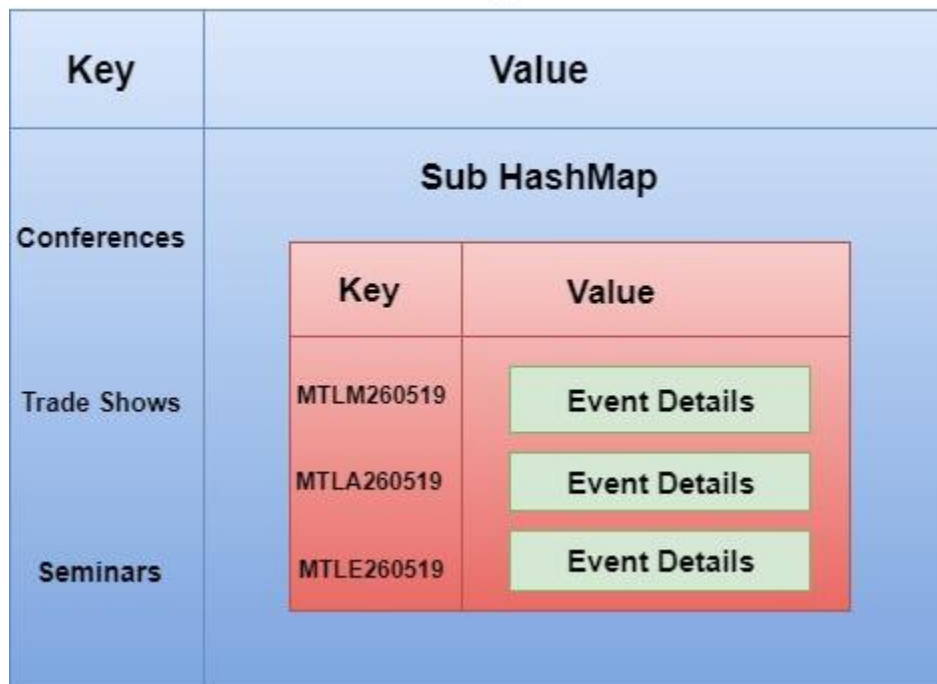 Key Value
Sub HashMap
Conferences
Key Value
Trade Shows
MTLM260519 Event Details
MTLA260519 Event Details
Seminars
MTLE260519 Event Details